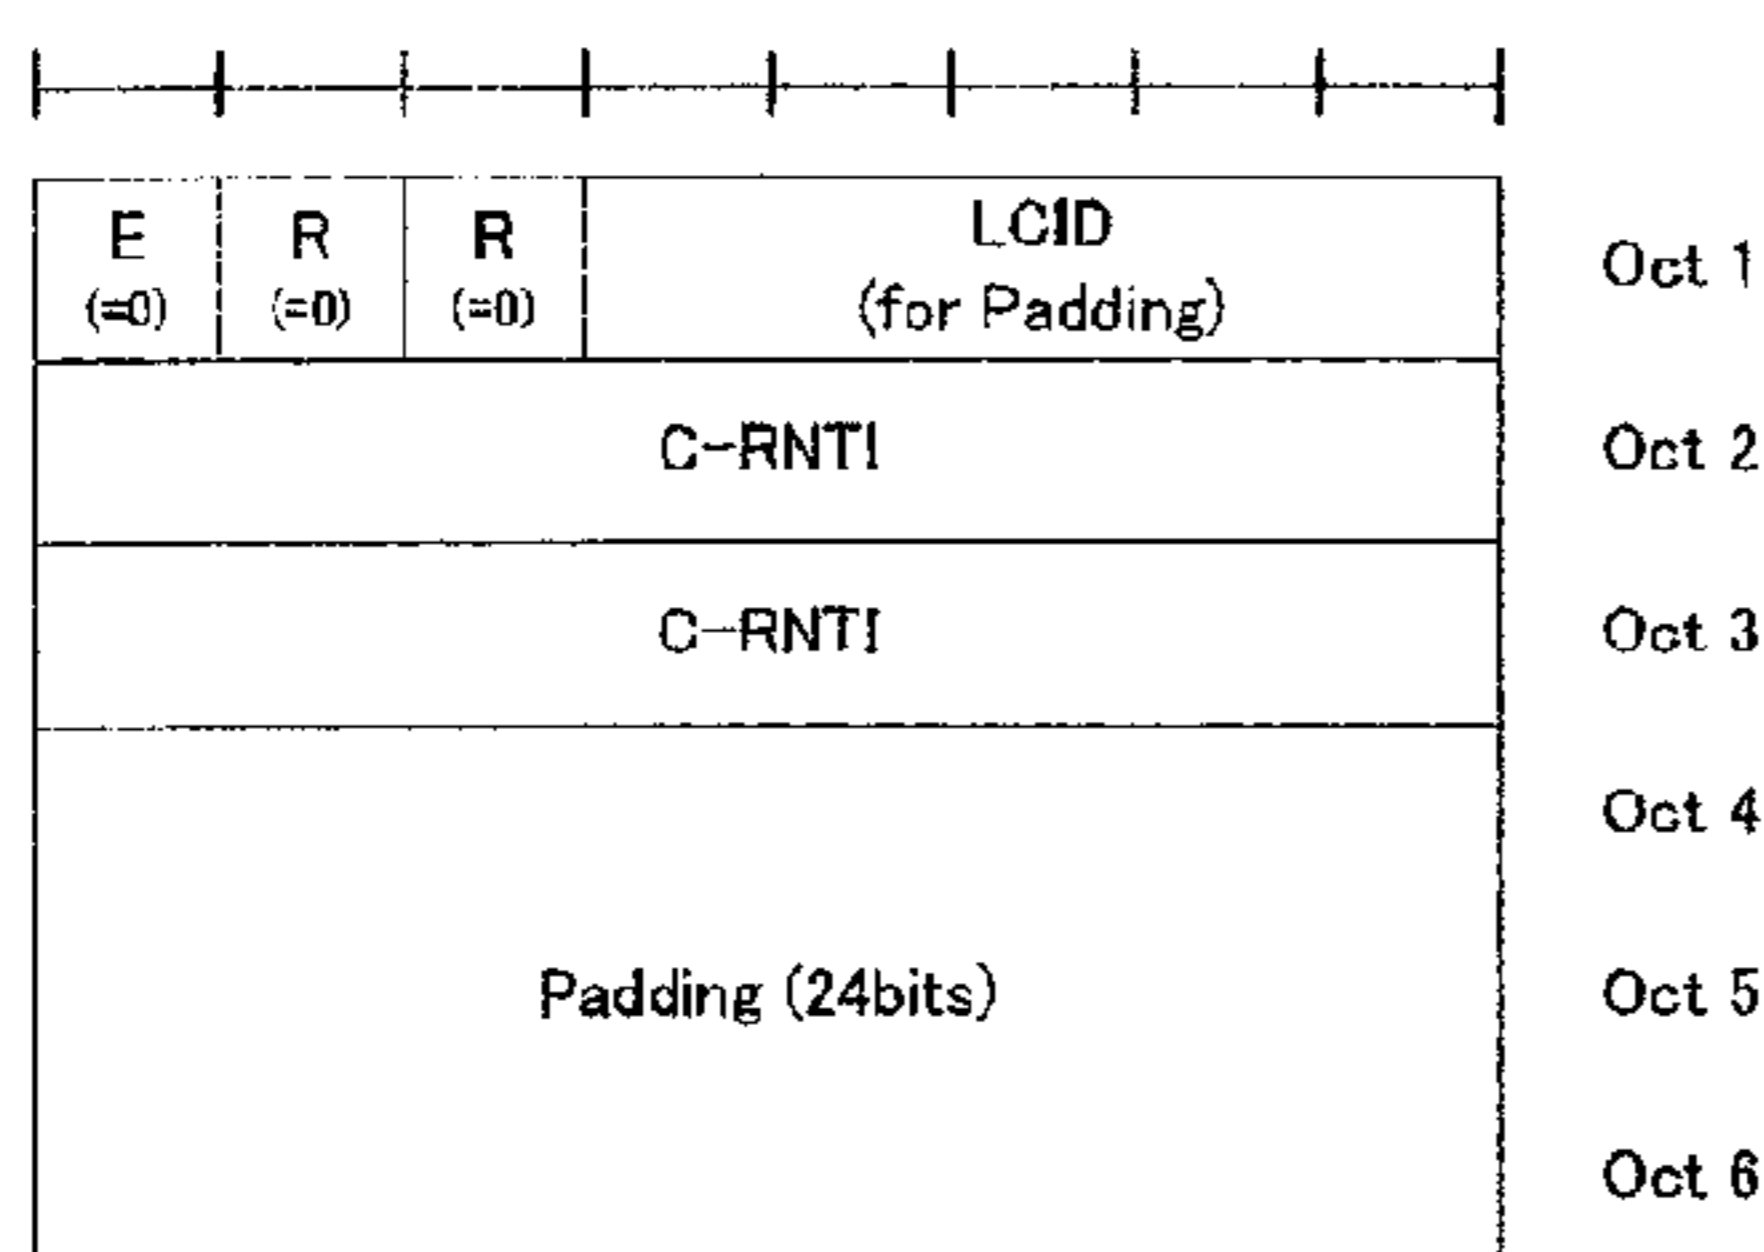 E R R LCID Oct 1
(=0) (=0) (=0) (for Padding)
C-RNTI Oct 2
C-RNTI Oct 3
Oct 4
Padding (24bits) Oct 5
Oct 6